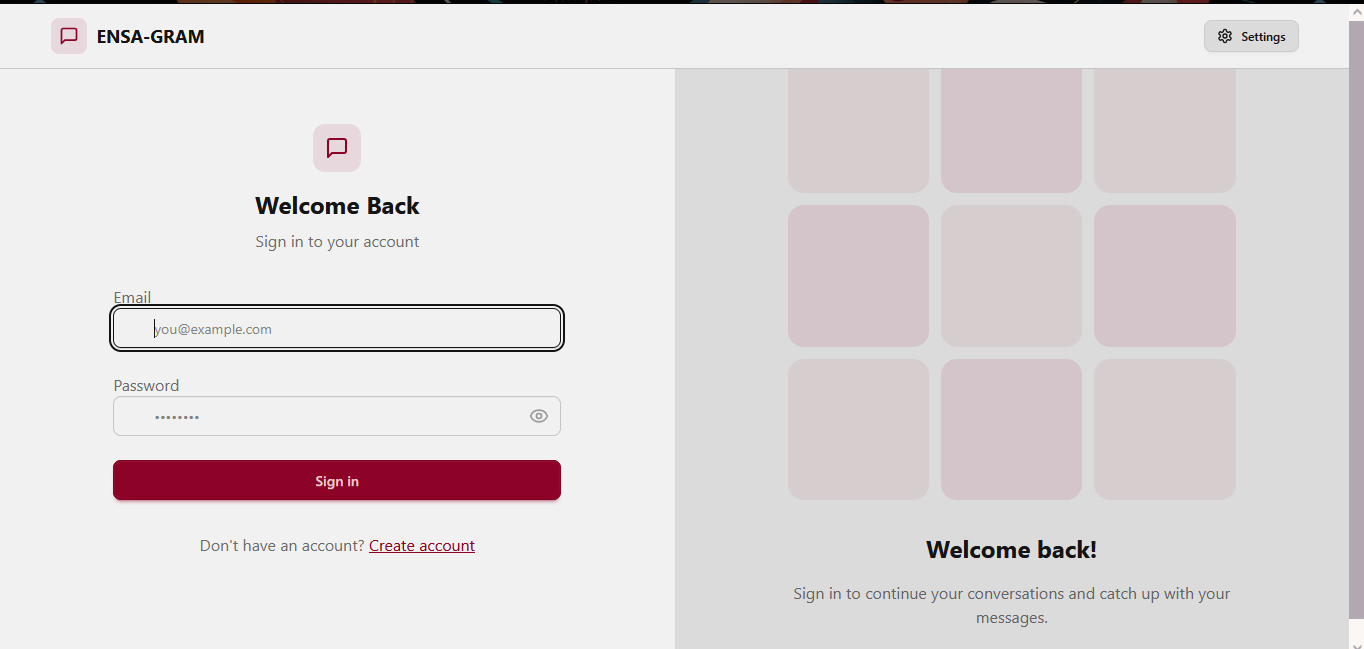 ENSA-GRAM
Settings
Welcome Back
Sign in to your account
Email
you@example.com
Password
••••••••
Sign in
Don't have an account? Create account
Welcome back!
Sign in to continue your conversations and catch up with your
messages.